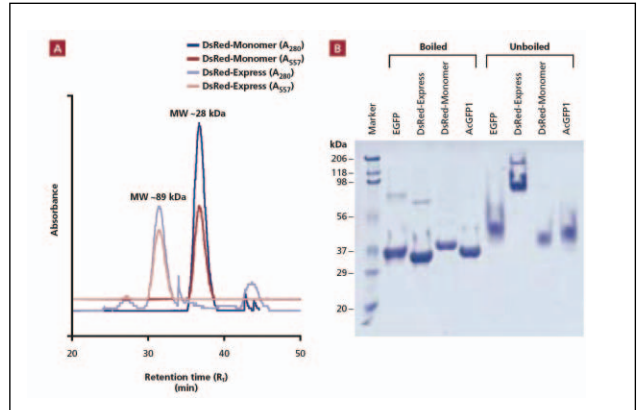 A
DsRed-Monomer (A280)
DsRed-Monomer (A557)
DsRed-Express (A280)
DsRed-Express (A557)
MW ~28 kDa
MW ~89 kDa
Absorbance
20 30 40 50
Retention time (Rt)
(min)
B
Boiled Unboiled
Marker EGFP DsRed-Express DsRed-Monomer AcGFP1 EGFP DsRed-Express DsRed-Monomer AcGFP1
kDa
206
118
98
56
37
29
20